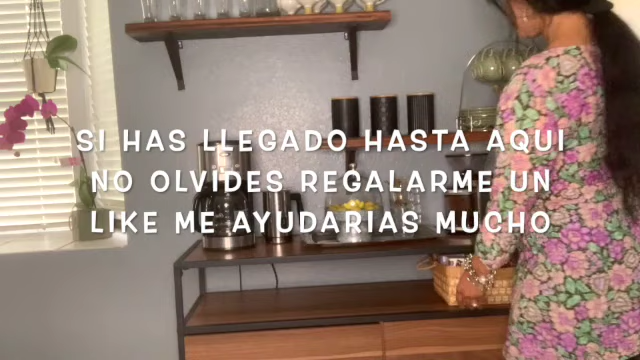 SI HAS LLEGADO HASTA AQUI
NO OLVIDES REGALARME UN
LIKE ME AYUDARIAS MUCHO